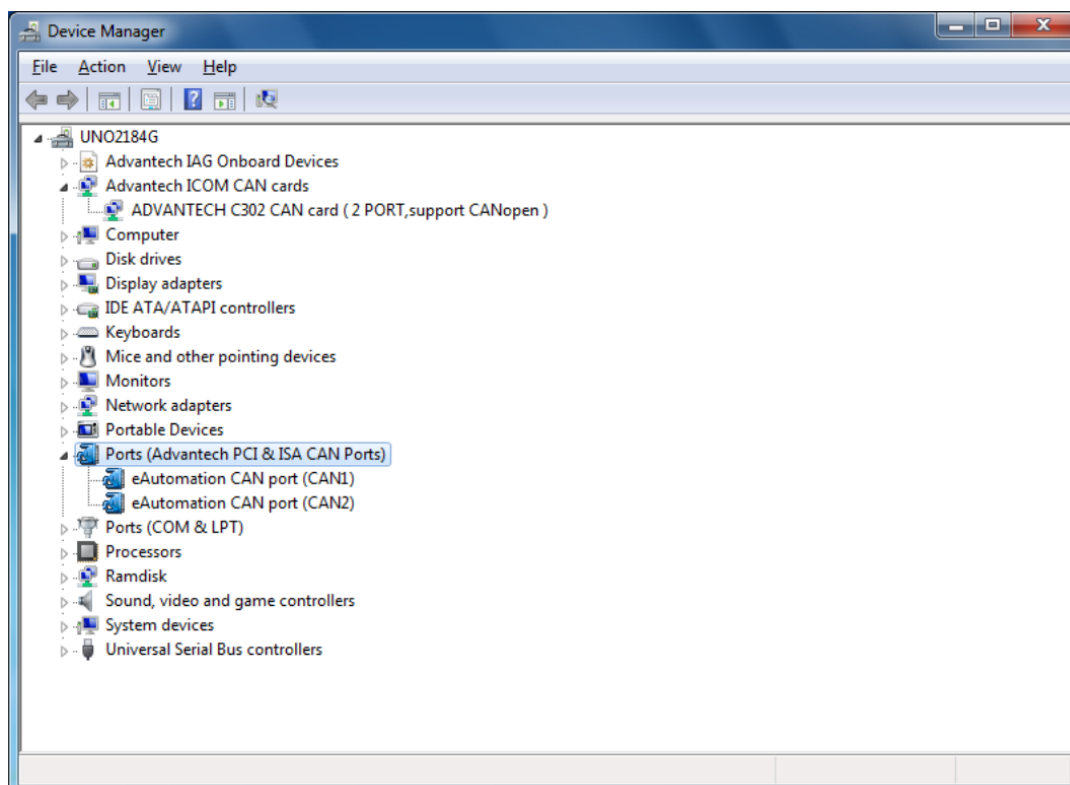 Device Manager
File Action View Help
UNO2184G
Advantech IAG Onboard Devices
Advantech ICOM CAN cards
ADVANTECH C302 CAN card ( 2 PORT,support CANopen )
Computer
Disk drives
Display adapters
IDE ATA/ATAPI controllers
Keyboards
Mice and other pointing devices
Monitors
Network adapters
Portable Devices
Ports (Advantech PCI & ISA CAN Ports)
eAutomation CAN port (CAN1)
eAutomation CAN port (CAN2)
Ports (COM & LPT)
Processors
Ramdisk
Sound, video and game controllers
System devices
Universal Serial Bus controllers